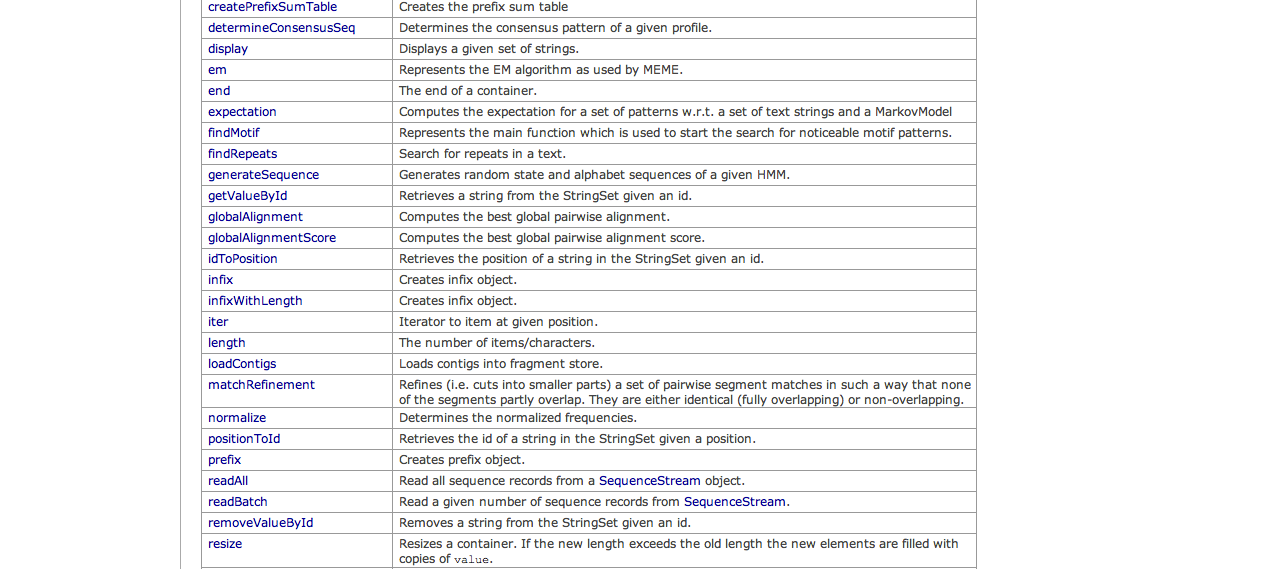 createPrefixSumTable Creates the prefix sum table
determineConsensusSeq Determines the consensus pattern of a given profile.
display Displays a given set of strings.
em Represents the EM algorithm as used by MEME.
end The end of a container.
expectation Computes the expectation for a set of patterns w.r.t. a set of text strings and a MarkovModel
findMotif Represents the main function which is used to start the search for noticeable motif patterns.
findRepeats Search for repeats in a text.
generateSequence Generates random state and alphabet sequences of a given HMM.
getValueById Retrieves a string from the StringSet given an id.
globalAlignment Computes the best global pairwise alignment.
globalAlignmentScore Computes the best global pairwise alignment score.
idToPosition Retrieves the position of a string in the StringSet given an id.
infix Creates infix object.
infixWithLength Creates infix object.
iter Iterator to item at given position.
length The number of items/characters.
loadContigs Loads contigs into fragment store.
matchRefinement Refines (i.e. cuts into smaller parts) a set of pairwise segment matches in such a way that none
of the segments partly overlap. They are either identical (fully overlapping) or non-overlapping.
normalize Determines the normalized frequencies.
positionToId Retrieves the id of a string in the StringSet given a position.
prefix Creates prefix object.
readAll Read all sequence records from a SequenceStream object.
readBatch Read a given number of sequence records from SequenceStream.
removeValueById Removes a string from the StringSet given an id.
resize Resizes a container. If the new length exceeds the old length the new elements are filled with
copies of value.